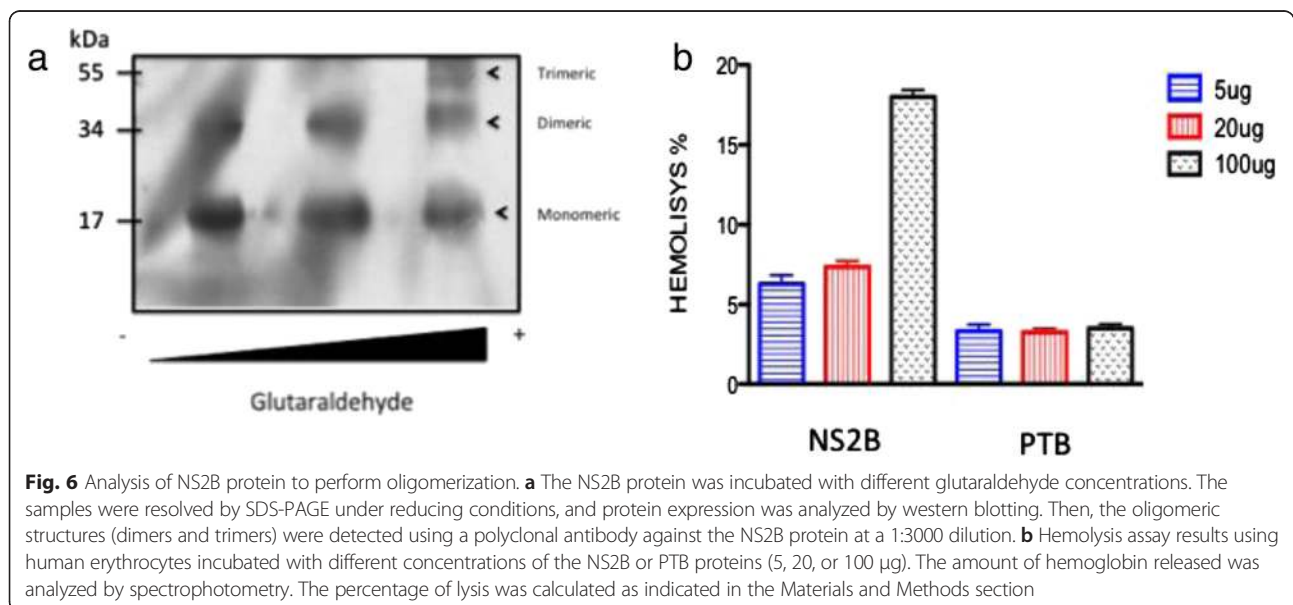 a
kDa
55
34
17
Trimeric
Dimeric
Monomeric
-
+
Glutaraldehyde
b
HEMOLISYS %
20
15
10
5
0
NS2B
PTB
5ug
20ug
100ug
Fig. 6 Analysis of NS2B protein to perform oligomerization. a The NS2B protein was incubated with different glutaraldehyde concentrations. The
samples were resolved by SDS-PAGE under reducing conditions, and protein expression was analyzed by western blotting. Then, the oligomeric
structures (dimers and trimers) were detected using a polyclonal antibody against the NS2B protein at a 1:3000 dilution. b Hemolysis assay results using
human erythrocytes incubated with different concentrations of the NS2B or PTB proteins (5, 20, or 100 μg). The amount of hemoglobin released was
analyzed by spectrophotometry. The percentage of lysis was calculated as indicated in the Materials and Methods section